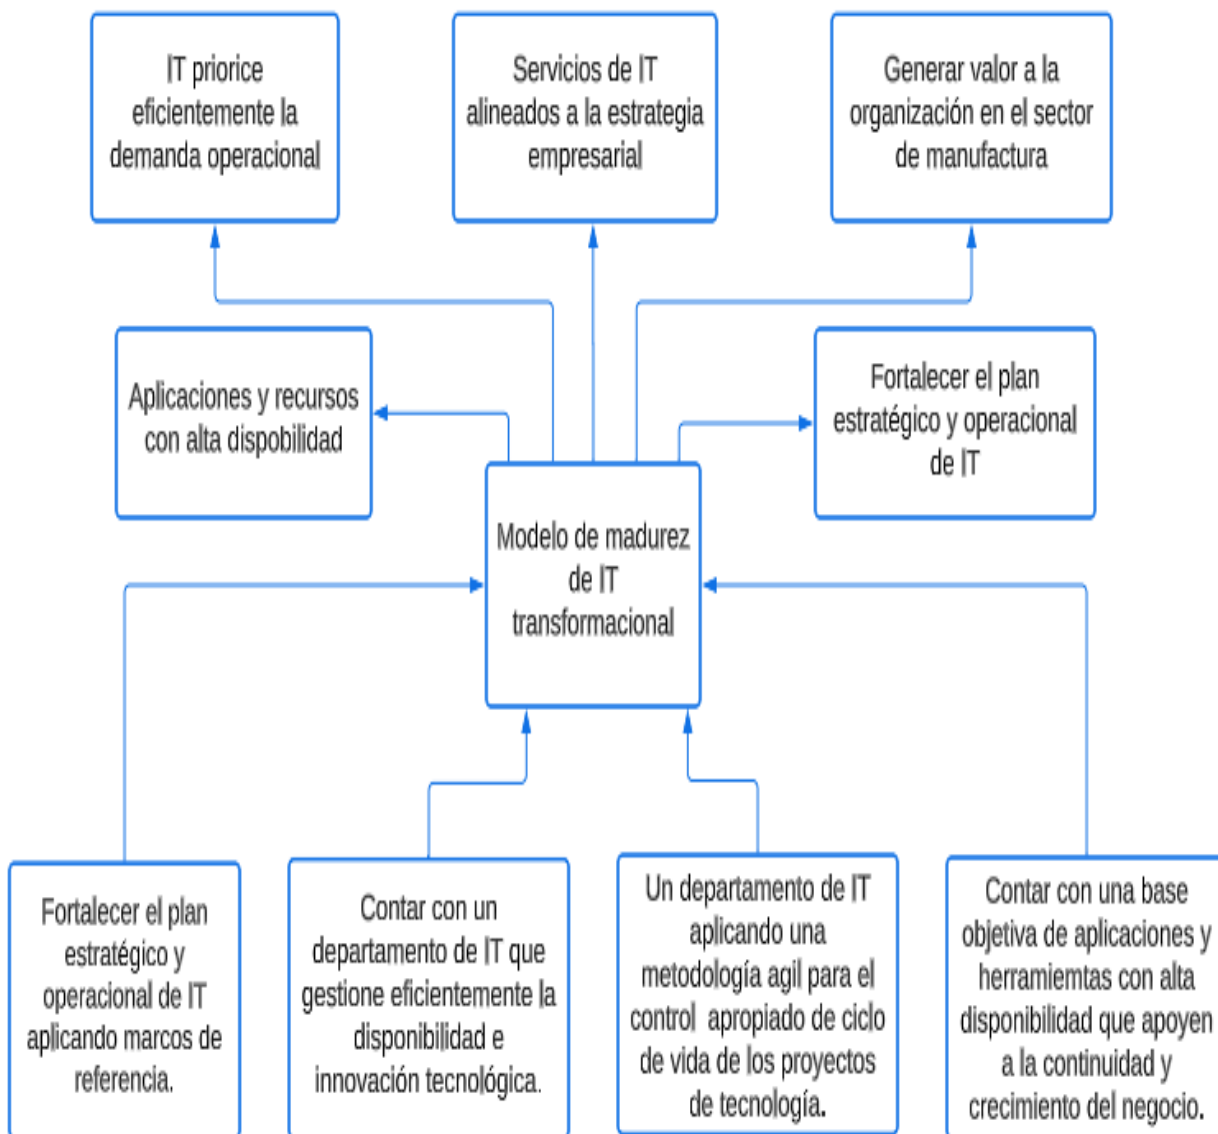 IT priorice
eficientemente la
demanda operacional
Servicios de IT
alineados a la estrategia
empresarial
Generar valor a la
organización en el sector
de manufactura
Aplicaciones y recursos
con alta dispobilidad
Fortalecer el plan
estratégico y operacional
de IT
Modelo de madurez
de IT
transformacional
Fortalecer el plan
estratégico y
operacional de IT
aplicando marcos de
referencia.
Contar con un
departamento de IT que
gestione eficientemente la
disponibilidad e
innovación tecnológica.
Un departamento de IT
aplicando una
metodología agil para el
control apropiado de ciclo
de vida de los proyectos
de tecnología.
Contar con una base
objetiva de aplicaciones y
herramiemtas con alta
disponibilidad que apoyen
a la continuidad y
crecimiento del negocio.